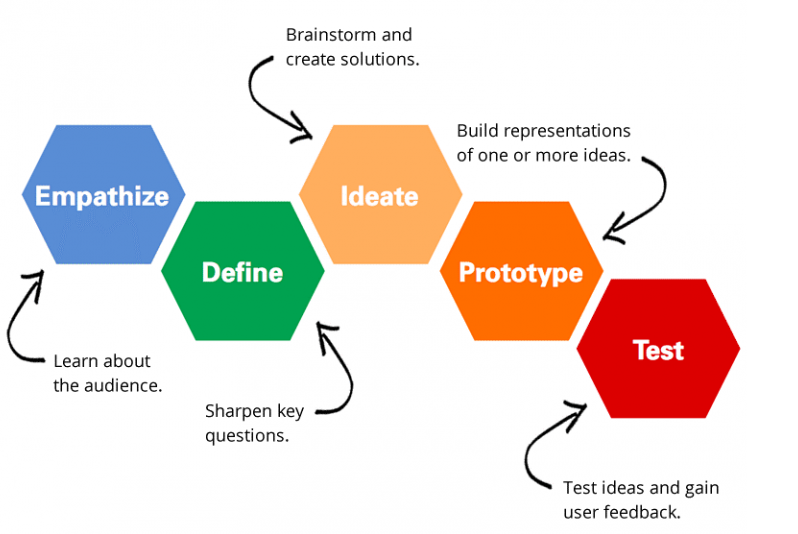 Brainstorm and
create solutions.
Build representations
of one or more ideas.
Empathize
Ideate
Define
Prototype
Test
Learn about
the audience.
Sharpen key
questions.
Test ideas and gain
user feedback.